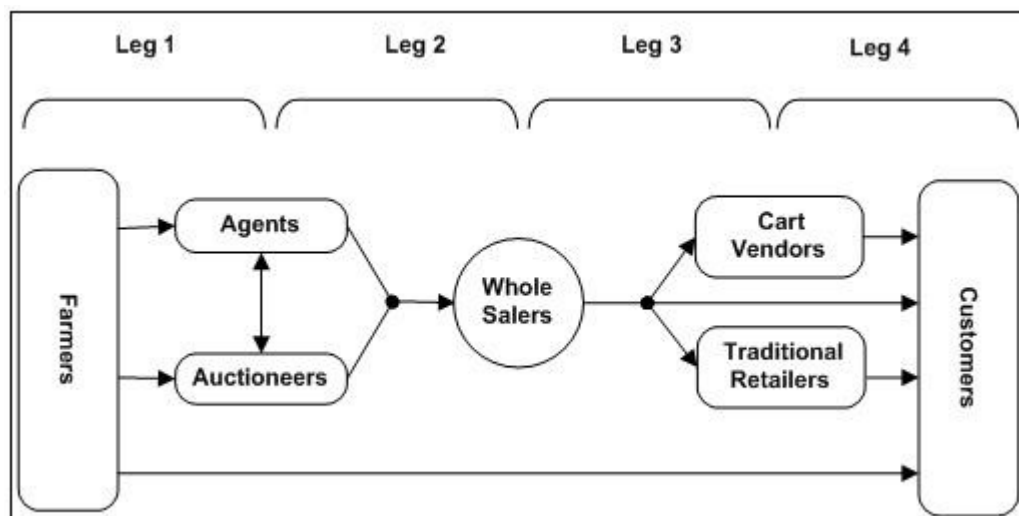 Leg 1
Leg 2
Leg 3
Leg 4
Farmers
Agents
Auctioneers
Whole
Salers
Cart
Vendors
Traditional
Retailers
Customers